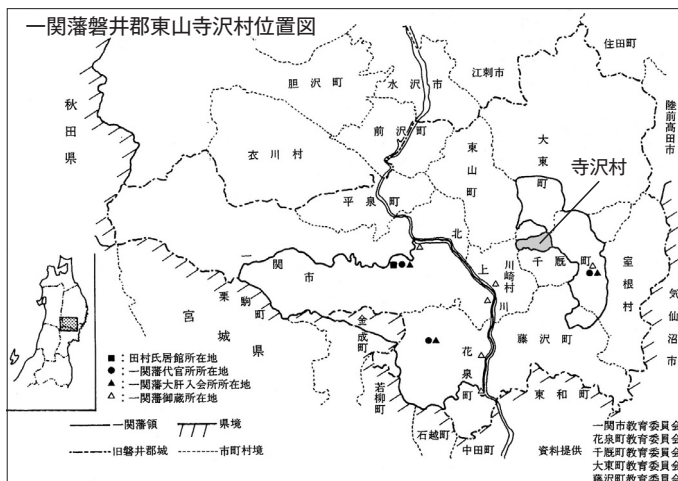 一関藩磐井郡東山寺沢村位置図
住田町
江刺市
胆沢町
水沢市
秋田県
前沢町
陸前高田市
大東町
衣川村
東山町
寺沢村
平泉町
北上川
一関市
川崎村
千厩町
室根村
栗駒町
宮城県
金成町
気仙沼市
藤沢町
花泉町
若柳町
東和町
石越町
中田町
■：田村氏居館所在地
●：一関藩代官所所在地
▲：一関藩大肝入会所所在地
△：一関藩御蔵所在地
一関藩領
県境
旧磐井郡城
市町村境
資料提供
一関市教育委員会
花泉町教育委員会
千厩町教育委員会
大東町教育委員会
藤沢町教育委員会